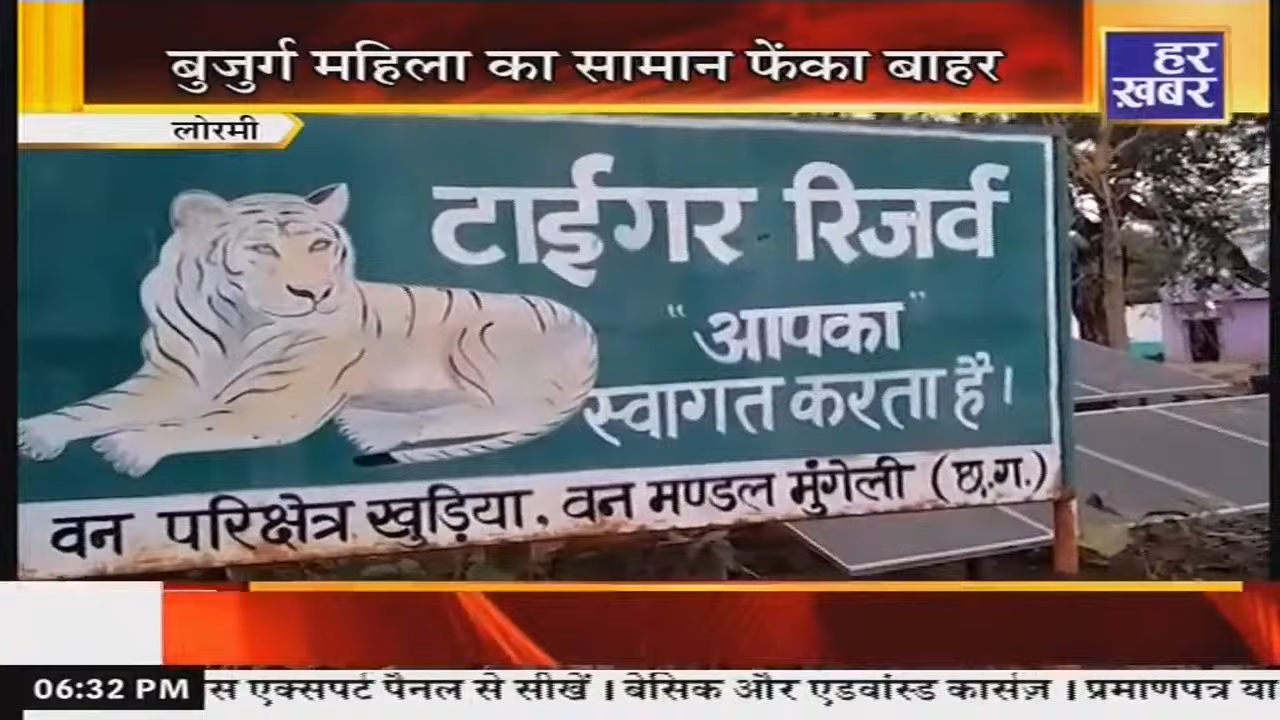 बुजुर्ग महिला का सामान फेंका बाहर
हर
ख़बर
लोरमी
टाईगर रिजर्व
"आपका"
स्वागत करता हैं।
वन परिक्षेत्र खुड़िया. वन मण्डल मुंगेली (छ.ग.)
06:32 PM
एक्सपर्ट पैनल से सीखें । बेसिक और एडवांस्ड कार्सेज़ । प्रमाणपत्र या